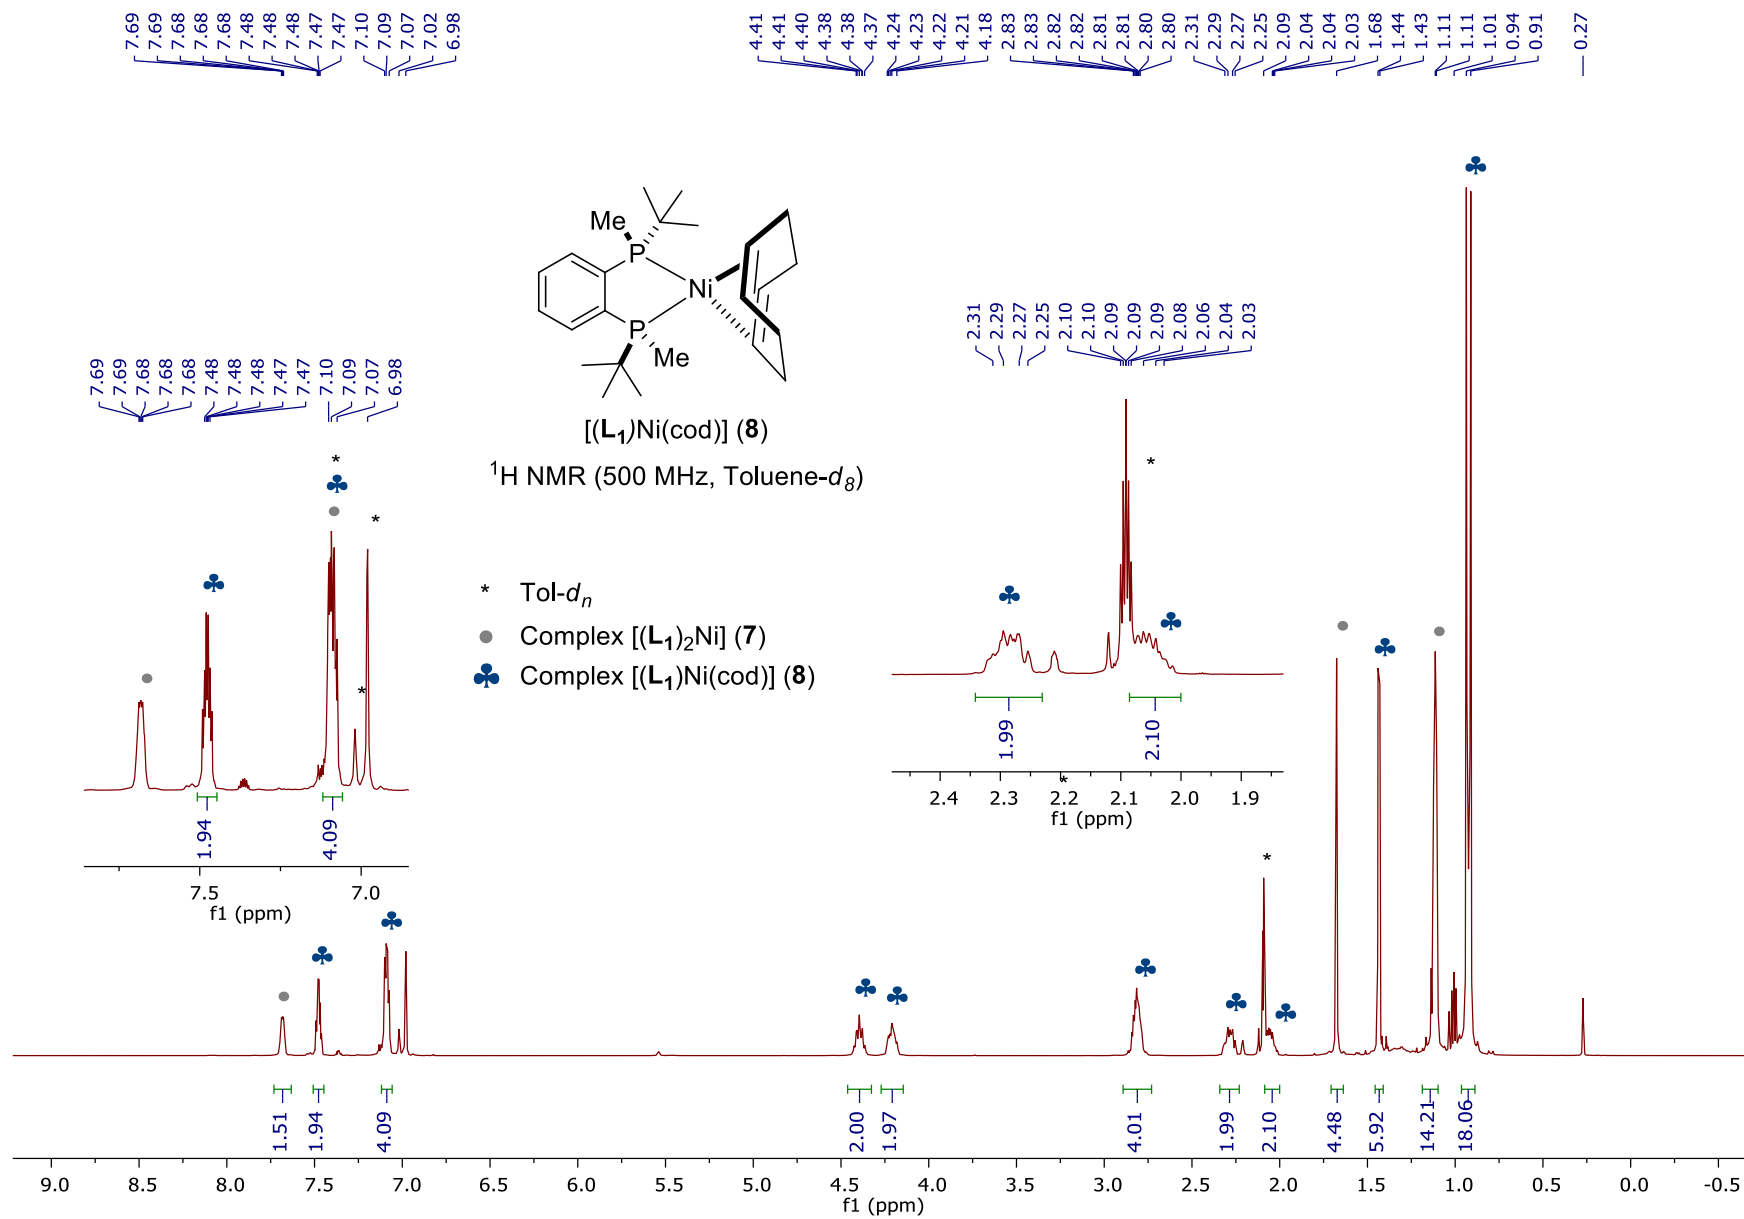 7.69 7.69 7.68 7.68 7.68 7.48 7.48 7.48 7.47 7.47 7.10 7.09 7.07 7.02 6.98 4.41 4.41 4.40 4.38 4.38 4.37 4.24 4.23 4.22 4.21 4.18 2.83 2.83 2.82 2.82 2.81 2.81 2.80 2.80 2.31 2.29 2.27 2.25 2.09 2.04 2.04 2.03 1.68 1.44 1.43 1.11 1.11 1.01 0.94 0.91 0.27
Me
P
Ni
P
Me
[(L₁)Ni(cod)] (8)
¹H NMR (500 MHz, Toluene-d₈)
* Tol-dₙ
● Complex [(L₁)₂Ni] (7)
♣ Complex [(L₁)Ni(cod)] (8)
7.69 7.69 7.68 7.68 7.68 7.48 7.48 7.48 7.47 7.47 7.10 7.09 7.07 6.98
* ♣ ● * * ♣ ●
1.94 4.09
7.5 7.0
f1 (ppm)
2.31 2.29 2.27 2.25 2.10 2.10 2.09 2.09 2.09 2.08 2.06 2.04 2.03
♣ * ♣
1.99 2.10
2.4 2.3 2.2 2.1 2.0 1.9
*
f1 (ppm)
● ♣ ♣ ♣ ♣ ♣ ♣ * ♣ ● ♣ ● ♣
1.51 1.94 4.09 2.00 1.97 4.01 1.99 2.10 4.48 5.92 14.21 18.06
9.0 8.5 8.0 7.5 7.0 6.5 6.0 5.5 5.0 4.5 4.0 3.5 3.0 2.5 2.0 1.5 1.0 0.5 0.0 -0.5
f1 (ppm)